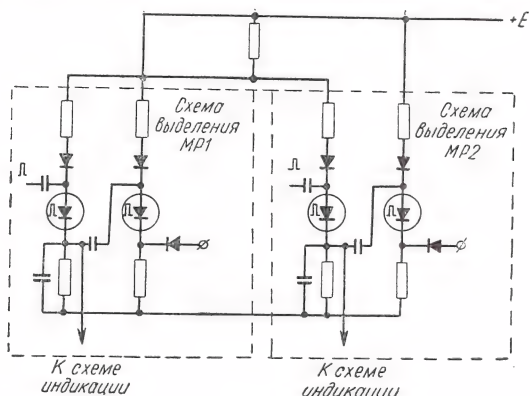 +E
Схема
выделения
МР1
Схема
выделения
МР2
К схеме
индикации
К схеме
индикации